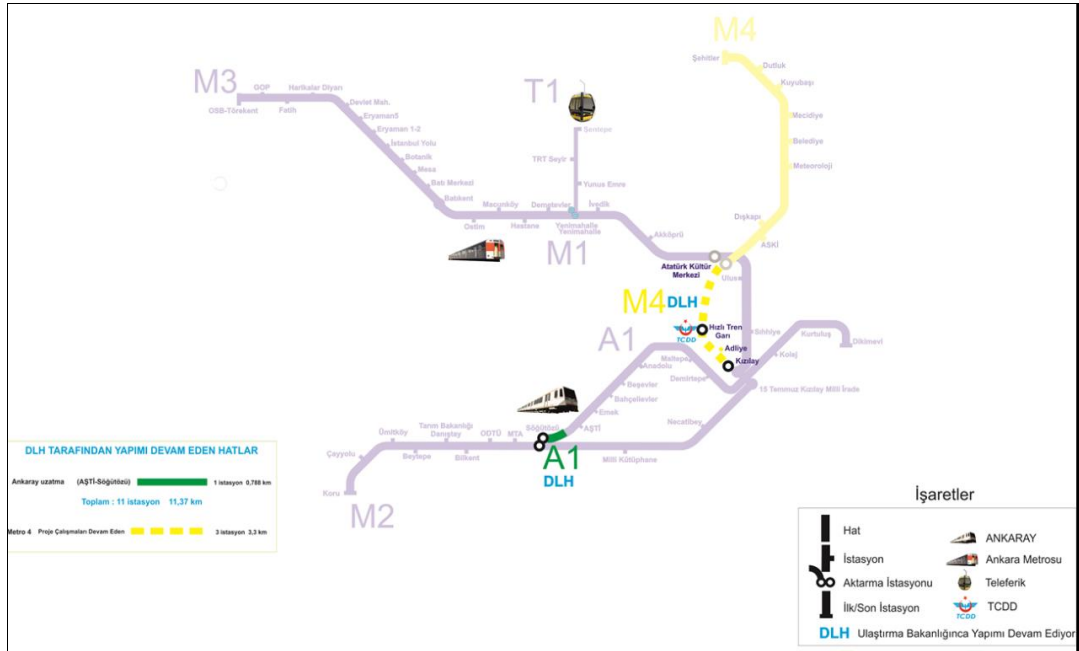 M4
Şehitler
Dutluk
Kuyubaşı
Mecidiye
Belediye
Meteoroloji
Dışkapı
ASKİ
M3
GOP
Harikalar Diyarı
OSB-Törekent
Fatih
Devlet Mah.
Eryaman5
Eryaman 1-2
İstanbul Yolu
Botanik
Mesa
Batı Merkezi
Batıkent
T1
Şentepe
TRT Seyir
Yunus Emre
Macunköy
Demetevler
İvedik
Ostim
Hastane
Yenimahalle
Yenimahalle
M1
Akköprü
Atatürk Kültür
Merkezi
Ulus
M4 DLH
TCDD
Hızlı Tren
Garı
Adliye
Kızılay
Sıhhiye
Kurtuluş
Kolej
Dikimevi
A1
Maltepe
Anadolu
Demirtepe
15 Temmuz Kızılay Milli İrade
Beşevler
Bahçelievler
Emek
AŞTİ
Söğütözü
Necatibey
Milli Kütüphane
A1
DLH
MTA
ODTÜ
Tarım Bakanlığı
Danıştay
Ümitköy
Bilkent
Beytepe
Çayyolu
Koru
M2
DLH TARAFINDAN YAPIMI DEVAM EDEN HATLAR
Ankaray uzatma (AŞTİ-Söğütözü) 1 istasyon 0,788 km
Toplam : 11 istasyon 11,37 km
Metro 4 Proje Çalışmaları Devam Eden 3 istasyon 3,3 km
İşaretler
Hat
İstasyon
Aktarma İstasyonu
İlk/Son İstasyon
ANKARAY
Ankara Metrosu
Teleferik
TCDD
TCDD
DLH Ulaştırma Bakanlığınca Yapımı Devam Ediyor